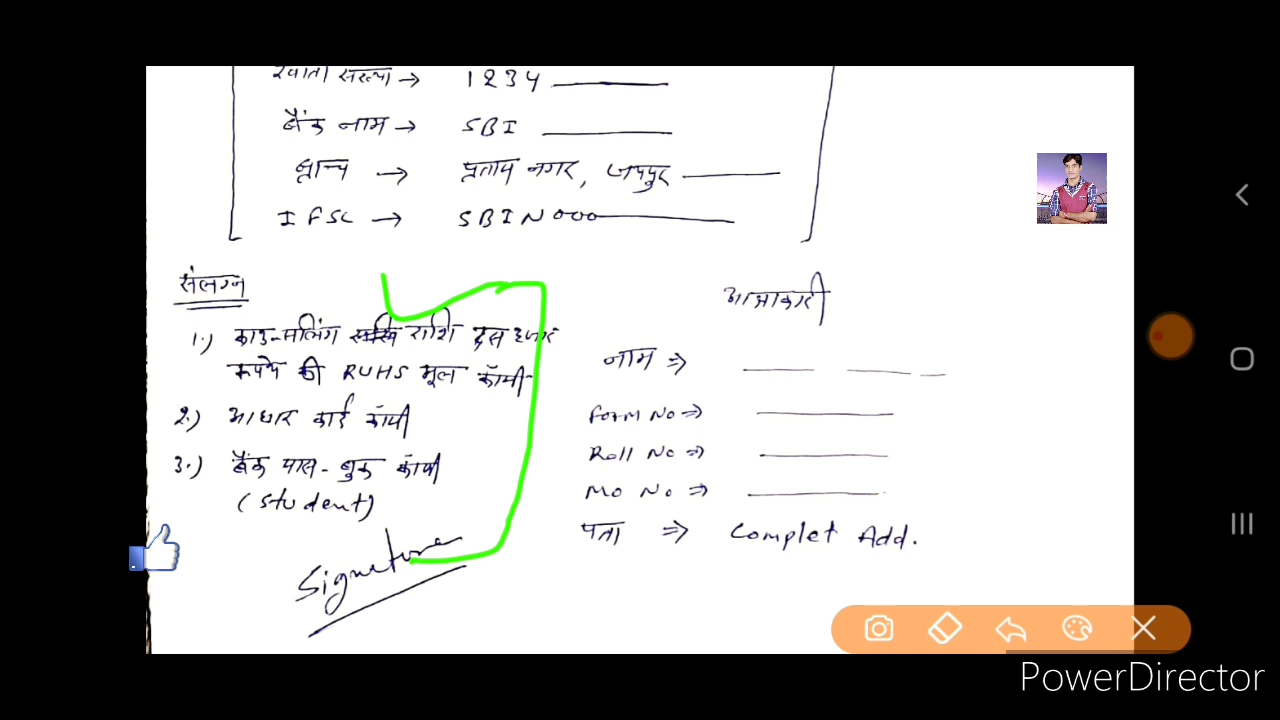 खाता संख्या → 1234
बैंक नाम → SBI
ब्रान्च → प्रताप नगर, जयपुर
IFSC → SBIN000
संलग्न
1.) काउन्सलिंग राशि दस हजार
रूपये की RUHS मूल कॉपी
2.) आधार कार्ड कॉपी
3.) बैंक पास-बुक कॉपी
(Student)
Signature
आज्ञाकारी
नाम ⇒
Form No ⇒
Roll No ⇒
Mo No ⇒
पता ⇒ Complet Add.
PowerDirector